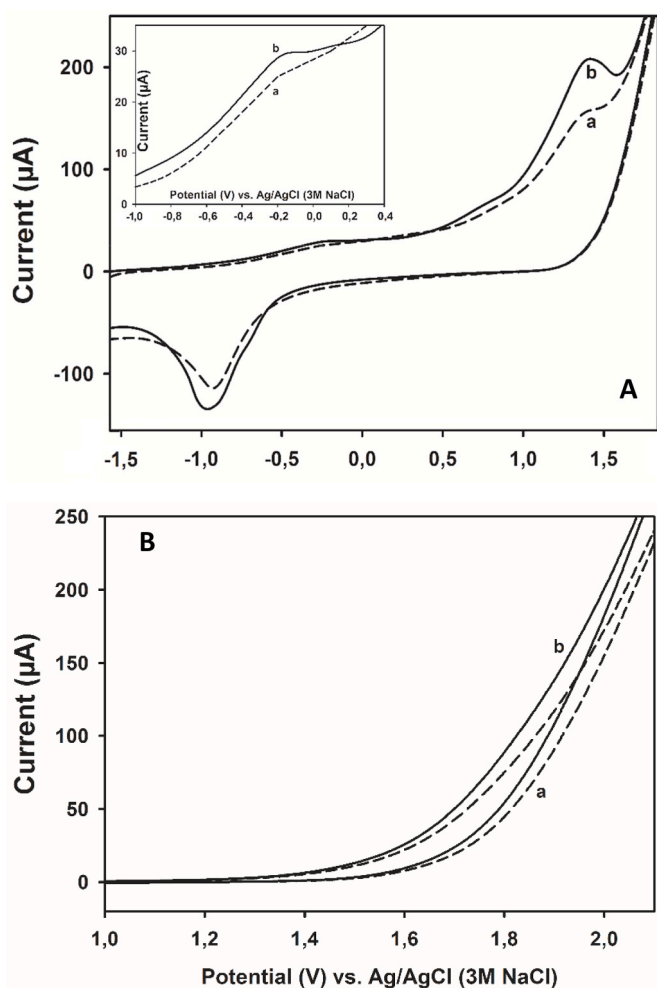 Current (µA)
200
100
0
-100
-1,5 -1,0 -0,5 0,0 0,5 1,0 1,5
b
a
A
Current (µA)
30
20
10
0
b
a
Potential (V) vs. Ag/AgCl (3M NaCl)
-1,0 -0,8 -0,6 -0,4 -0,2 0,0 0,2 0,4
B
Current (µA)
250
200
150
100
50
0
b
a
1,0 1,2 1,4 1,6 1,8 2,0
Potential (V) vs. Ag/AgCl (3M NaCl)